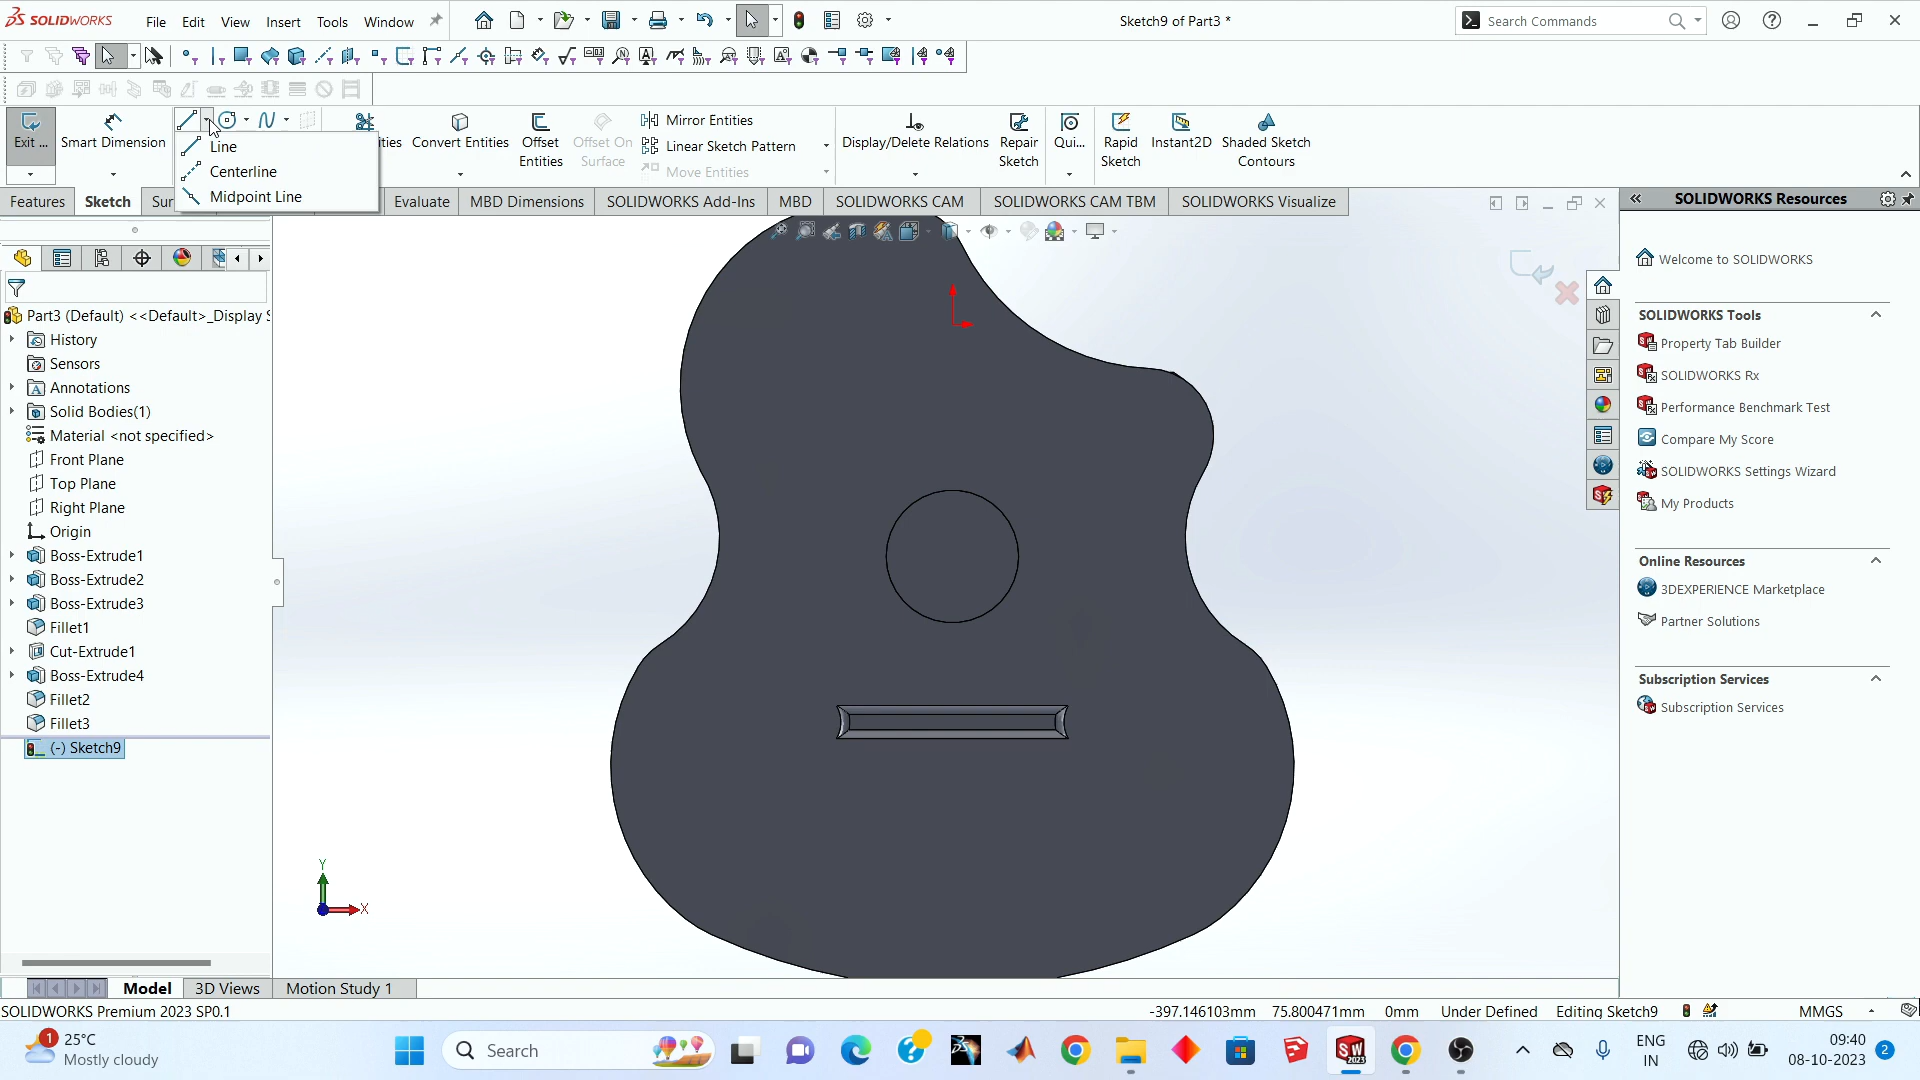 SOLIDWORKS
File Edit View Insert Tools Window
Sketch9 of Part3 *
Search Commands
Exit ...
Smart Dimension
Line
Centerline
Midpoint Line
ities
Convert Entities
Offset Entities
Offset On Surface
Mirror Entities
Linear Sketch Pattern
Move Entities
Display/Delete Relations
Repair Sketch
Qui...
Rapid Sketch
Instant2D
Shaded Sketch Contours
Features Sketch Sur Evaluate MBD Dimensions SOLIDWORKS Add-Ins MBD SOLIDWORKS CAM SOLIDWORKS CAM TBM SOLIDWORKS Visualize
Part3 (Default) <<Default>_Display S
History
Sensors
Annotations
Solid Bodies(1)
Material <not specified>
Front Plane
Top Plane
Right Plane
Origin
Boss-Extrude1
Boss-Extrude2
Boss-Extrude3
Fillet1
Cut-Extrude1
Boss-Extrude4
Fillet2
Fillet3
(-) Sketch9
Y
X
SOLIDWORKS Resources
Welcome to SOLIDWORKS
SOLIDWORKS Tools
Property Tab Builder
SOLIDWORKS Rx
Performance Benchmark Test
Compare My Score
SOLIDWORKS Settings Wizard
My Products
Online Resources
3DEXPERIENCE Marketplace
Partner Solutions
Subscription Services
Subscription Services
Model 3D Views Motion Study 1
SOLIDWORKS Premium 2023 SP0.1
-397.146103mm 75.800471mm 0mm Under Defined Editing Sketch9 MMGS
1
25°C
Mostly cloudy
Search
SW
2023
ENG
IN
09:40
08-10-2023
2